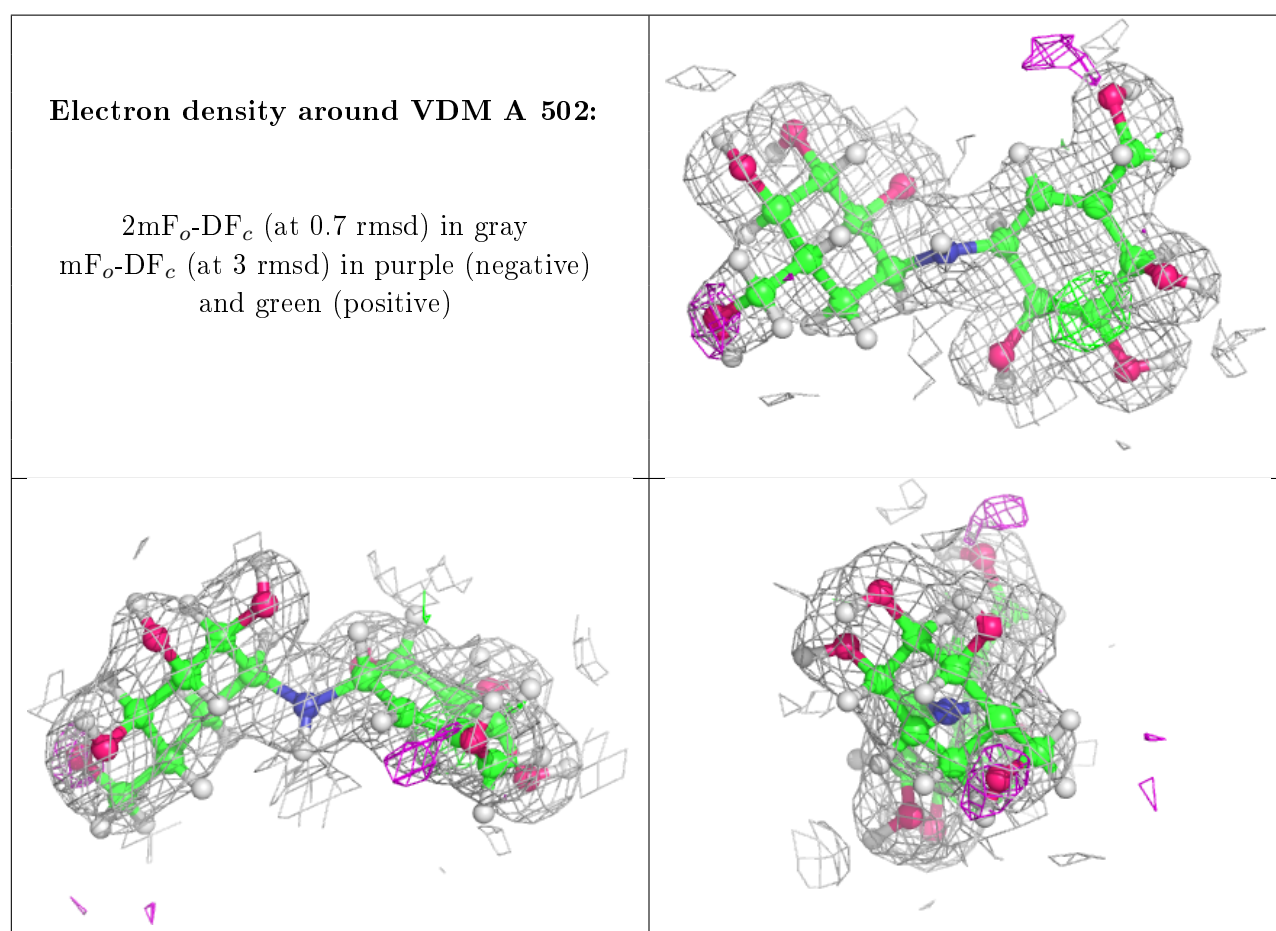 Electron density around VDM A 502:
2mFo-DFc (at 0.7 rmsd) in gray
mFo-DFc (at 3 rmsd) in purple (negative)
and green (positive)